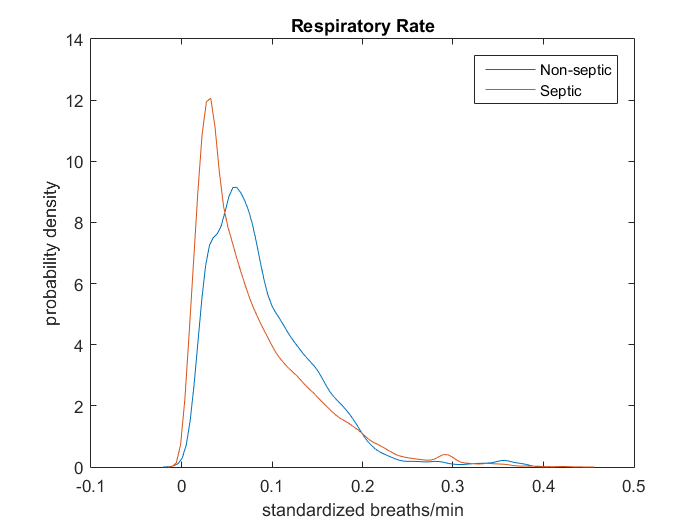 Respiratory Rate
14
12
10
8
6
4
2
0
probability density
Non-septic
Septic
-0.1 0 0.1 0.2 0.3 0.4 0.5
standardized breaths/min